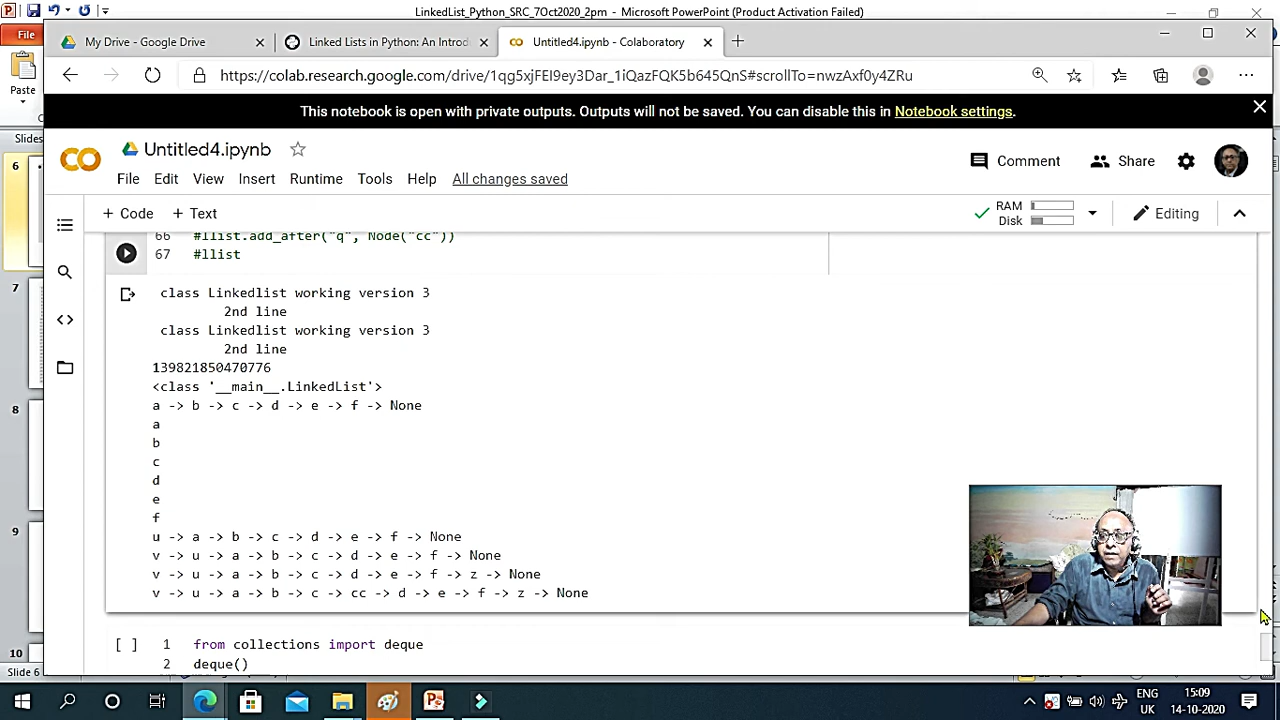 LinkedList_Python_SRC_7Oct2020_2pm - Microsoft PowerPoint (Product Activation Failed)
File
My Drive - Google Drive
Linked Lists in Python: An Introd
Untitled4.ipynb - Colaboratory
Paste
https://colab.research.google.com/drive/1qg5xjFEI9ey3Dar_1iQazFQK5b645QnS#scrollTo=nwzAxf0y4ZRu
This notebook is open with private outputs. Outputs will not be saved. You can disable this in Notebook settings.
Slides
Untitled4.ipynb
Comment
Share
File Edit View Insert Runtime Tools Help All changes saved
+ Code + Text
RAM
Disk
Editing
66 #llist.add_after("q", Node("cc"))
67 #llist
class Linkedlist working version 3
2nd line
class Linkedlist working version 3
2nd line
139821850470776
<class '__main__.LinkedList'>
a -> b -> c -> d -> e -> f -> None
a
b
c
d
e
f
u -> a -> b -> c -> d -> e -> f -> None
v -> u -> a -> b -> c -> d -> e -> f -> None
v -> u -> a -> b -> c -> d -> e -> f -> z -> None
v -> u -> a -> b -> c -> cc -> d -> e -> f -> z -> None
[ ] 1 from collections import deque
2 deque()
6
7
8
9
10
Slide 6
ENG
UK
15:09
14-10-2020